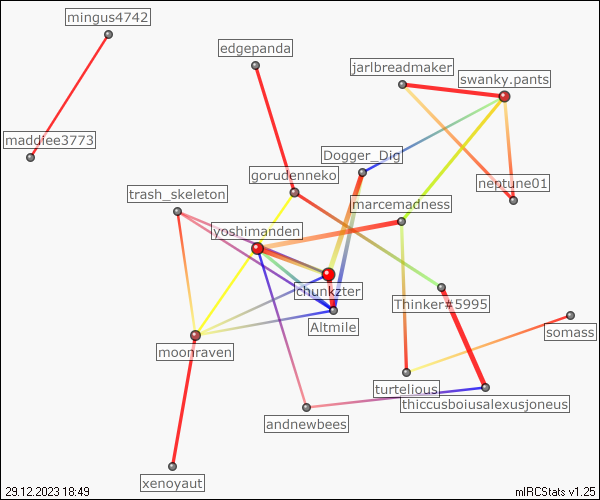 mingus4742
edgepanda
jarlbreadmaker
swanky.pants
maddiee3773
Dogger_Dig
gorudenneko
neptune01
trash_skeleton
marcemadness
yoshimanden
chunkzter
Thinker#5995
Altmile
somass
moonraven
turtelious
thiccusboiusalexusjoneus
andnewbees
xenoyaut
29.12.2023 18:49
mIRCStats v1.25